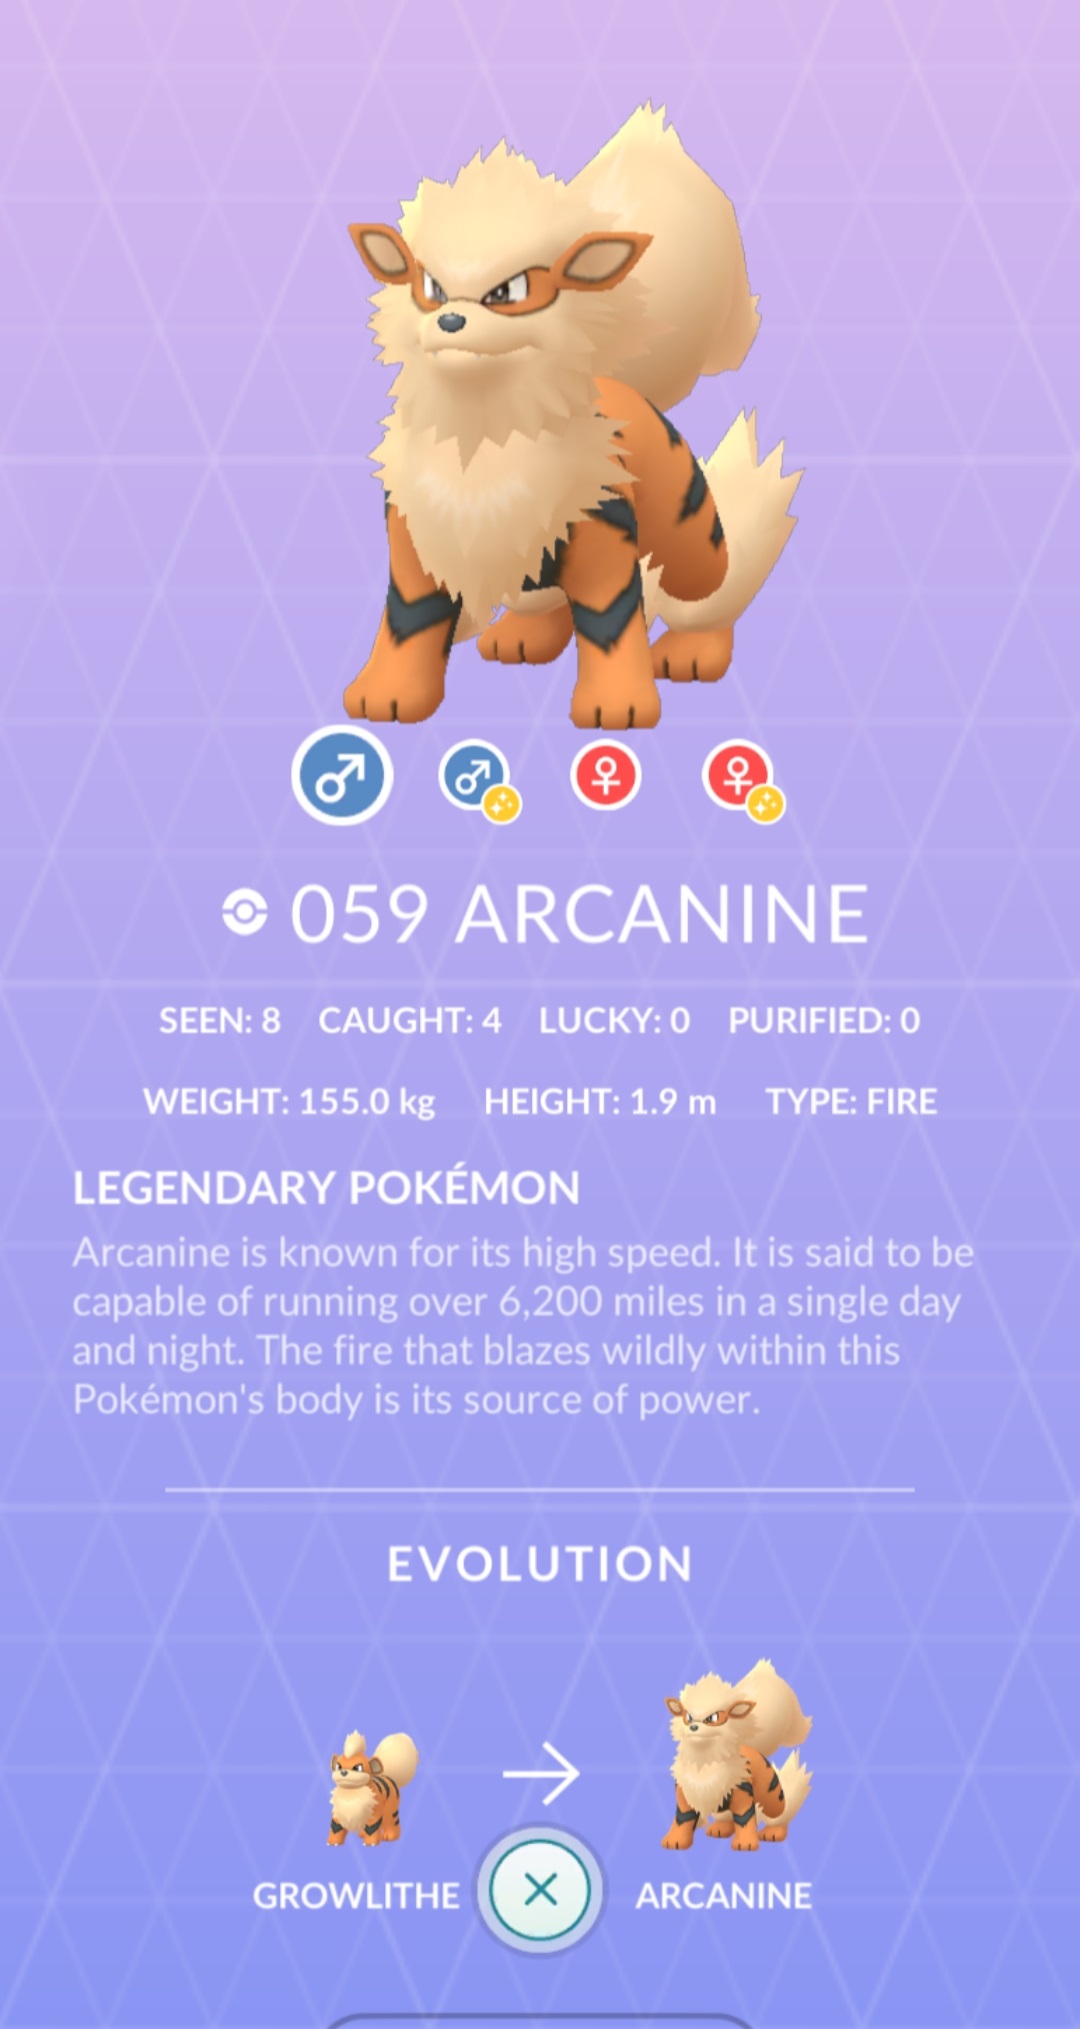 059 ARCANINE
SEEN: 8 CAUGHT: 4 LUCKY: 0 PURIFIED: 0
WEIGHT: 155.0 kg HEIGHT: 1.9 m TYPE: FIRE
LEGENDARY POKÉMON
Arcanine is known for its high speed. It is said to be
capable of running over 6,200 miles in a single day
and night. The fire that blazes wildly within this
Pokémon's body is its source of power.
EVOLUTION
GROWLITHE ARCANINE